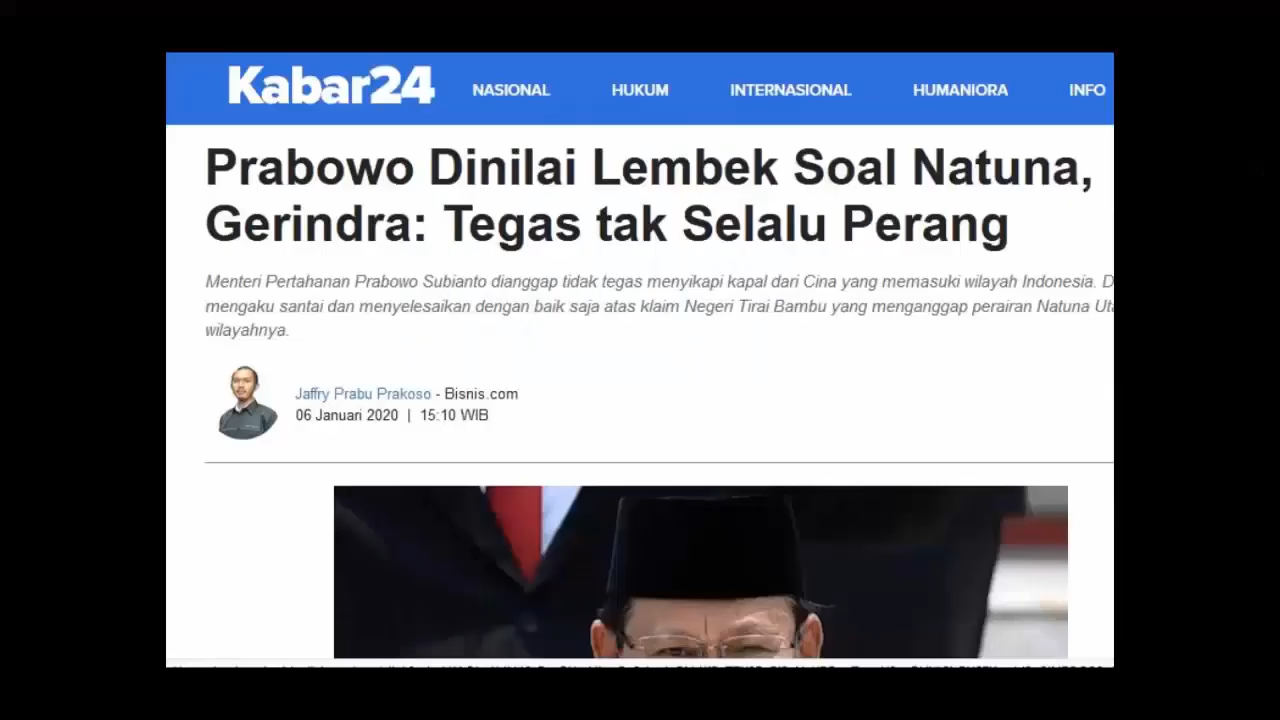 Kabar24 NASIONAL HUKUM INTERNASIONAL HUMANIORA INFO
Prabowo Dinilai Lembek Soal Natuna,
Gerindra: Tegas tak Selalu Perang
Menteri Pertahanan Prabowo Subianto dianggap tidak tegas menyikapi kapal dari Cina yang memasuki wilayah Indonesia. D
mengaku santai dan menyelesaikan dengan baik saja atas klaim Negeri Tirai Bambu yang menganggap perairan Natuna Uta
wilayahnya.
Jaffry Prabu Prakoso - Bisnis.com
06 Januari 2020 | 15:10 WIB